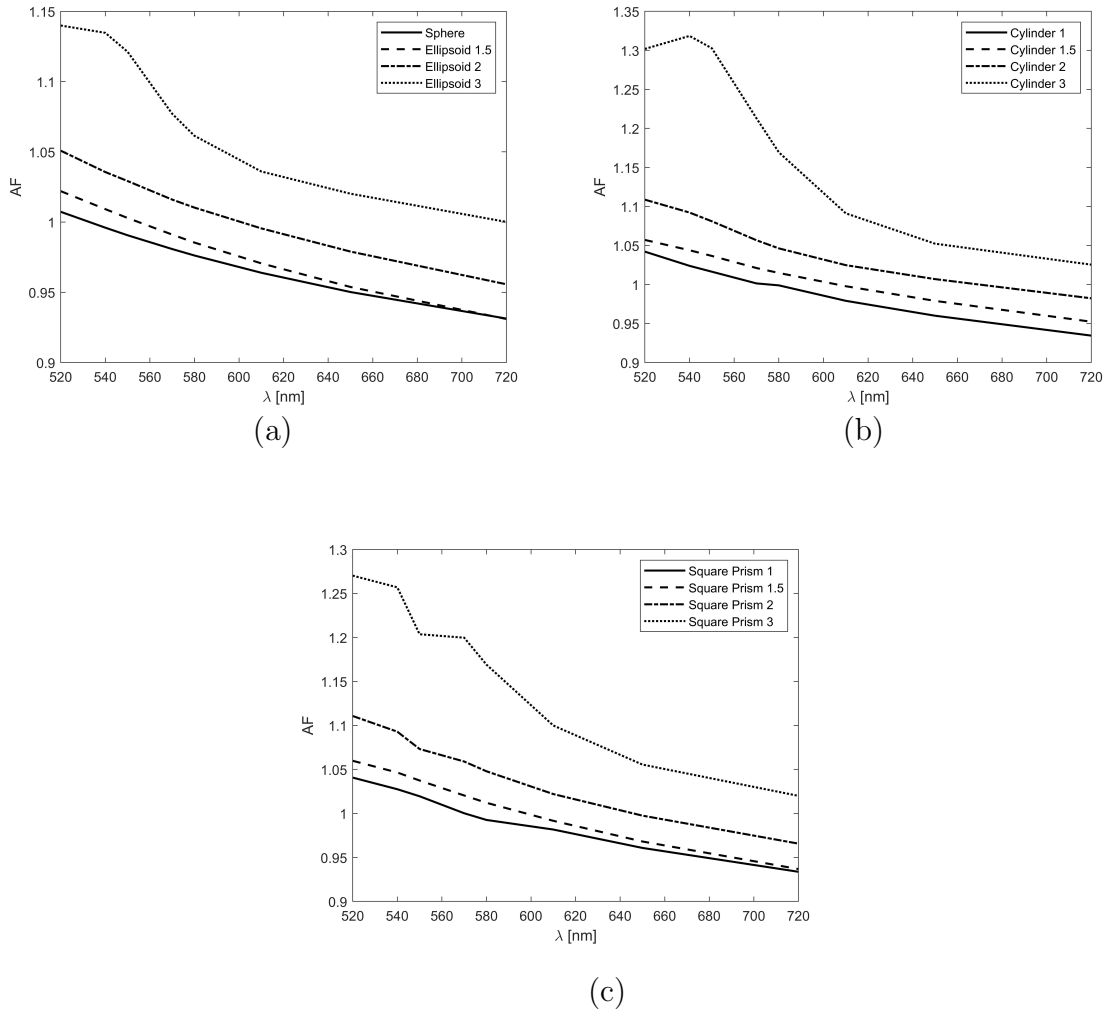 1.15
1.1
1.05
1
0.95
0.9
AF
520 540 560 580 600 620 640 660 680 700 720
λ [nm]
Sphere
Ellipsoid 1.5
Ellipsoid 2
Ellipsoid 3
(a)
1.35
1.3
1.25
1.2
1.15
1.1
1.05
1
0.95
0.9
AF
520 540 560 580 600 620 640 660 680 700 720
λ [nm]
Cylinder 1
Cylinder 1.5
Cylinder 2
Cylinder 3
(b)
1.3
1.25
1.2
1.15
1.1
1.05
1
0.95
0.9
AF
520 540 560 580 600 620 640 660 680 700 720
λ [nm]
Square Prism 1
Square Prism 1.5
Square Prism 2
Square Prism 3
(c)